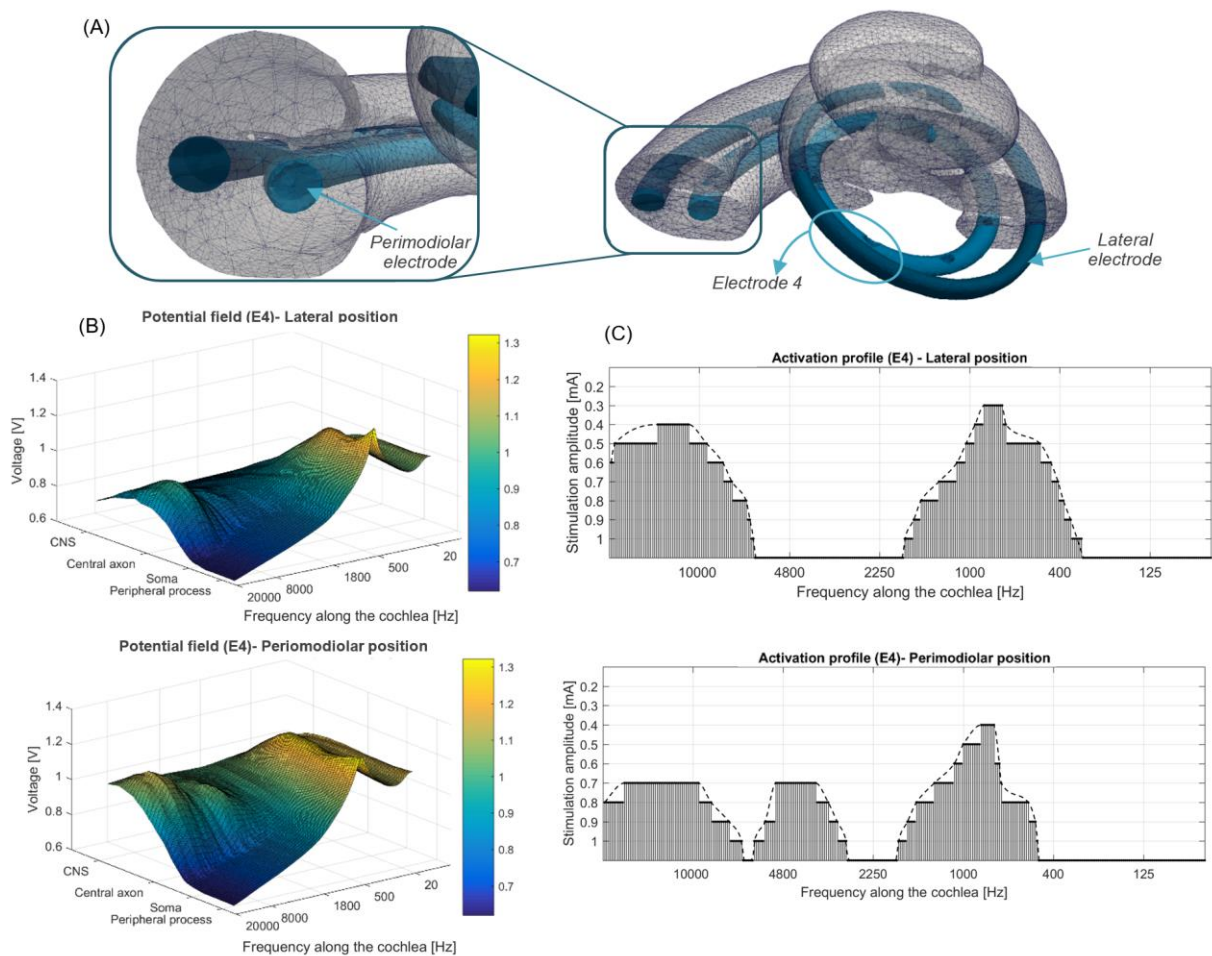 (A)
Perimodiolar
electrode
Electrode 4
Lateral
electrode
(B)
Potential field (E4)- Lateral position
1.4
1.2
1
0.8
0.6
Voltage [V]
CNS
Central axon
Soma
Peripheral process
20000
8000
1800
500
20
Frequency along the cochlea [Hz]
1.3
1.2
1.1
1
0.9
0.8
0.7
Potential field (E4)- Periomodiolar position
1.4
1.2
1
0.8
0.6
Voltage [V]
CNS
Central axon
Soma
Peripheral process
20000
8000
1800
500
20
Frequency along the cochlea [Hz]
1.3
1.2
1.1
1
0.9
0.8
0.7
(C)
Activation profile (E4) - Lateral position
Stimulation amplitude [mA]
0.2
0.3
0.4
0.5
0.6
0.7
0.8
0.9
1
10000 4800 2250 1000 400 125
Frequency along the cochlea [Hz]
Activation profile (E4)- Perimodiolar position
Stimulation amplitude [mA]
0.2
0.3
0.4
0.5
0.6
0.7
0.8
0.9
1
10000 4800 2250 1000 400 125
Frequency along the cochlea [Hz]